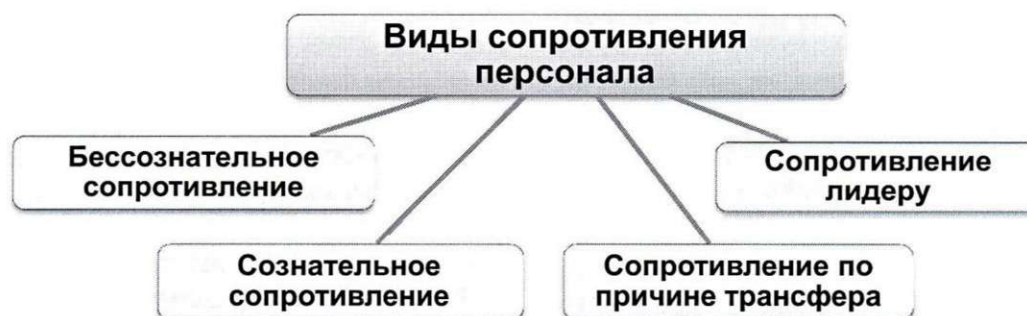 Виды сопротивления
персонала
Бессознательное
сопротивление
Сопротивление
лидеру
Сознательное
сопротивление
Сопротивление по
причине трансфера